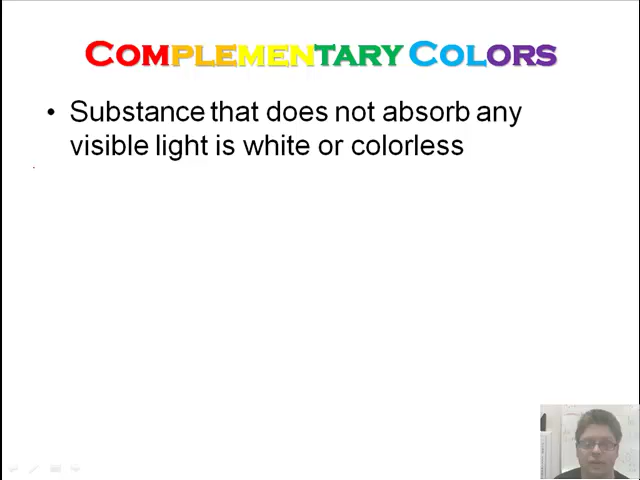 COMPLEMENTARY COLORS
• Substance that does not absorb any
visible light is white or colorless